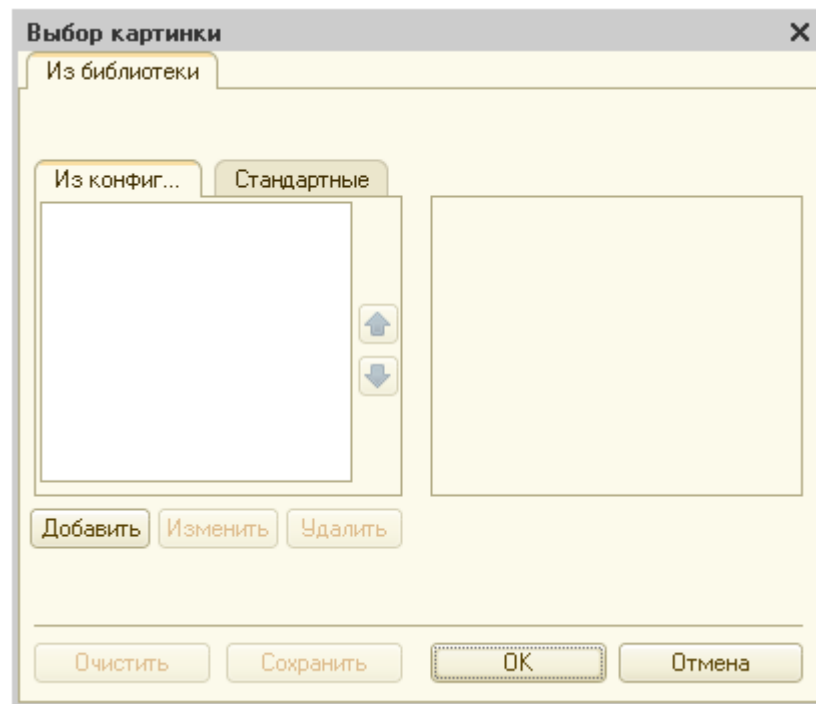 Выбор картинки
Из библиотеки
Из конфиг... Стандартные
Добавить Изменить Удалить
Очистить Сохранить OK Отмена